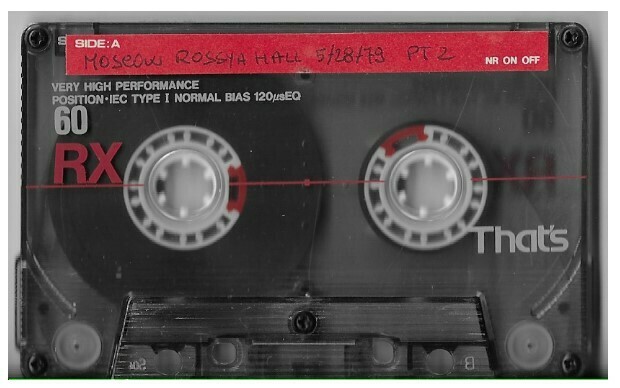 SIDE: A
MOSCOW ROSSYA HALL 5/28/79 PT 2
NR ON OFF
VERY HIGH PERFORMANCE
POSITION·IEC TYPE I NORMAL BIAS 120µsEQ
60
RX
That's